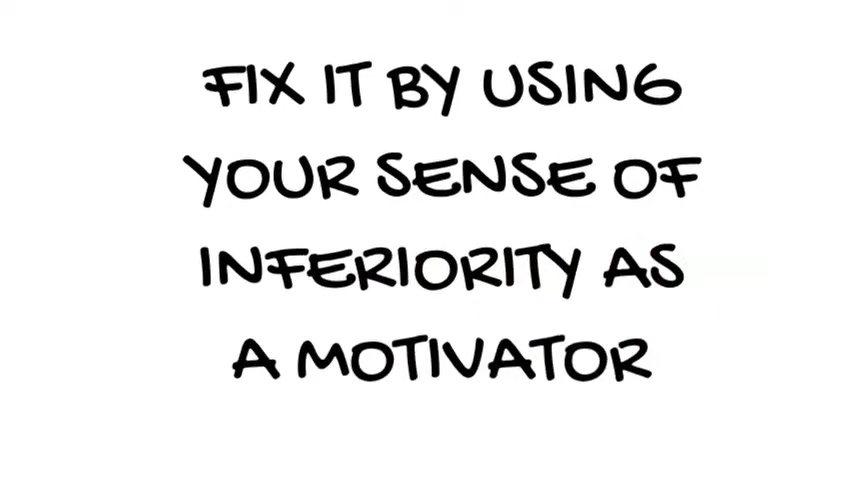 FIX IT BY USING
YOUR SENSE OF
INFERIORITY AS
A MOTIVATOR